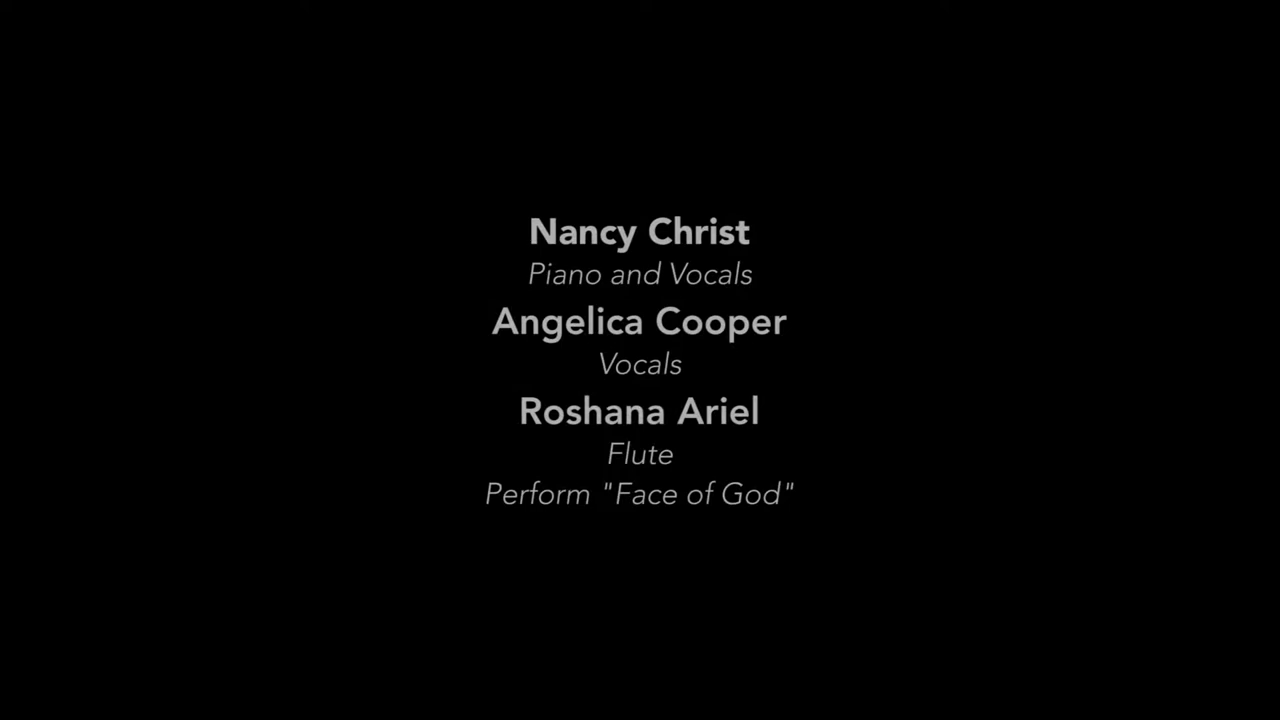 Nancy Christ
Piano and Vocals
Angelica Cooper
Vocals
Roshana Ariel
Flute
Perform "Face of God"